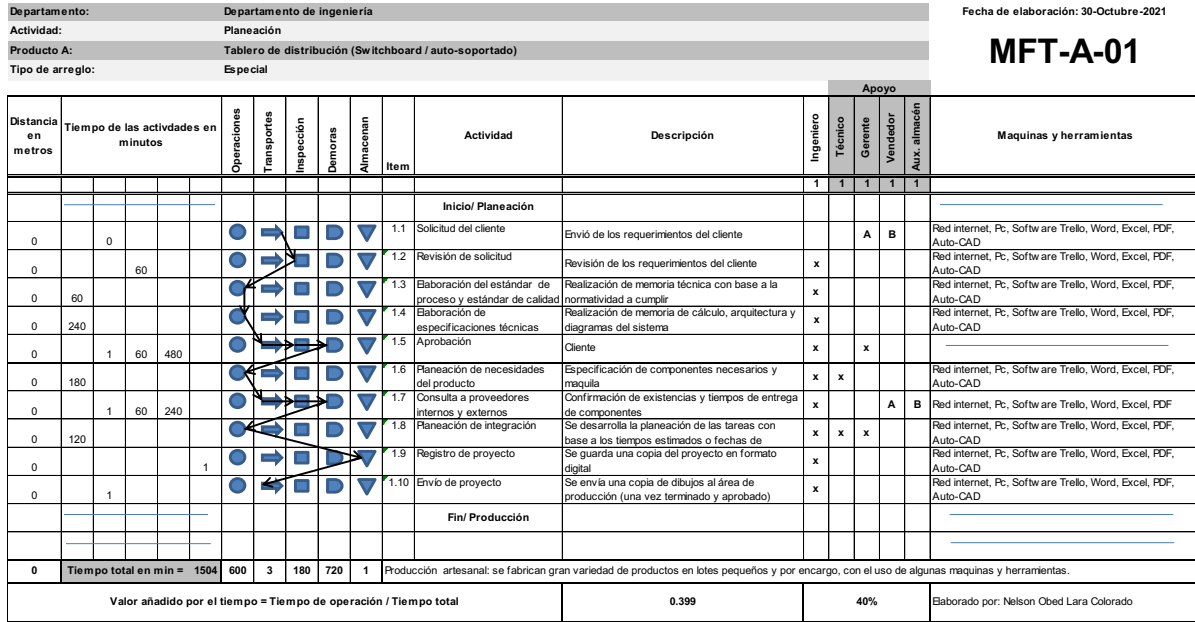 Departamento: Departamento de ingeniería
Fecha de elaboración: 30-Octubre-2021
Actividad: Planeación
Producto A: Tablero de distribución (Switchboard / auto-soportado)
MFT-A-01
Tipo de arreglo: Especial
Apoyo
Distancia en metros
Tiempo de las activdades en minutos
Operaciones
Transportes
Inspección
Demoras
Almacenan
Item
Actividad
Descripción
Ingeniero
Técnico
Gerente
Vendedor
Aux. almacén
Maquinas y herramientas
1 1 1 1 1
Inicio/ Planeación
0 0 1.1 Solicitud del cliente Envió de los requerimientos del cliente A B Red internet, Pc, Software Trello, Word, Excel, PDF, Auto-CAD
0 60 1.2 Revisión de solicitud Revisión de los requerimientos del cliente x Red internet, Pc, Software Trello, Word, Excel, PDF, Auto-CAD
0 60 1.3 Elaboración del estándar de proceso y estándar de calidad Realización de memoria técnica con base a la normatividad a cumplir x Red internet, Pc, Software Trello, Word, Excel, PDF, Auto-CAD
0 240 1.4 Elaboración de especificaciones técnicas Realización de memoria de cálculo, arquitectura y diagramas del sistema x Red internet, Pc, Software Trello, Word, Excel, PDF, Auto-CAD
0 1 60 480 1.5 Aprobación Cliente x x
0 180 1.6 Planeación de necesidades del producto Especificación de componentes necesarios y maquila x x Red internet, Pc, Software Trello, Word, Excel, PDF, Auto-CAD
0 1 60 240 1.7 Consulta a proveedores internos y externos Confirmación de existencias y tiempos de entrega de componentes x A B Red internet, Pc, Software Trello, Word, Excel, PDF
0 120 1.8 Planeación de integración Se desarrolla la planeación de las tareas con base a los tiempos estimados o fechas de x x x Red internet, Pc, Software Trello, Word, Excel, PDF, Auto-CAD
0 1 1.9 Registro de proyecto Se guarda una copia del proyecto en formato digital x Red internet, Pc, Software Trello, Word, Excel, PDF, Auto-CAD
0 1 1.10 Envío de proyecto Se envía una copia de dibujos al área de producción (una vez terminado y aprobado) x Red internet, Pc, Software Trello, Word, Excel, PDF, Auto-CAD
Fin/ Producción
0 Tiempo total en min = 1504 600 3 180 720 1 Producción artesanal: se fabrican gran variedad de productos en lotes pequeños y por encargo, con el uso de algunas maquinas y herramientas.
Valor añadido por el tiempo = Tiempo de operación / Tiempo total 0.399 40% Elaborado por: Nelson Obed Lara Colorado